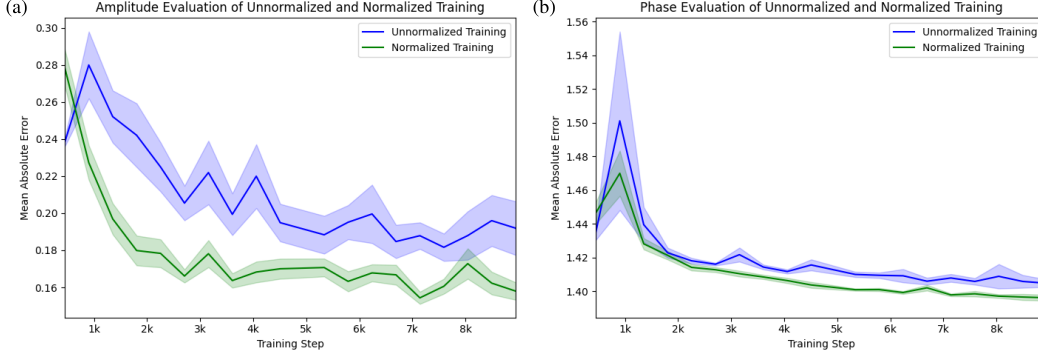 (a)
Amplitude Evaluation of Unnormalized and Normalized Training
Unnormalized Training
Normalized Training
Mean Absolute Error
0.30
0.28
0.26
0.24
0.22
0.20
0.18
0.16
1k
2k
3k
4k
5k
6k
7k
8k
Training Step
(b)
Phase Evaluation of Unnormalized and Normalized Training
Unnormalized Training
Normalized Training
Mean Absolute Error
1.56
1.54
1.52
1.50
1.48
1.46
1.44
1.42
1.40
1k
2k
3k
4k
5k
6k
7k
8k
Training Step